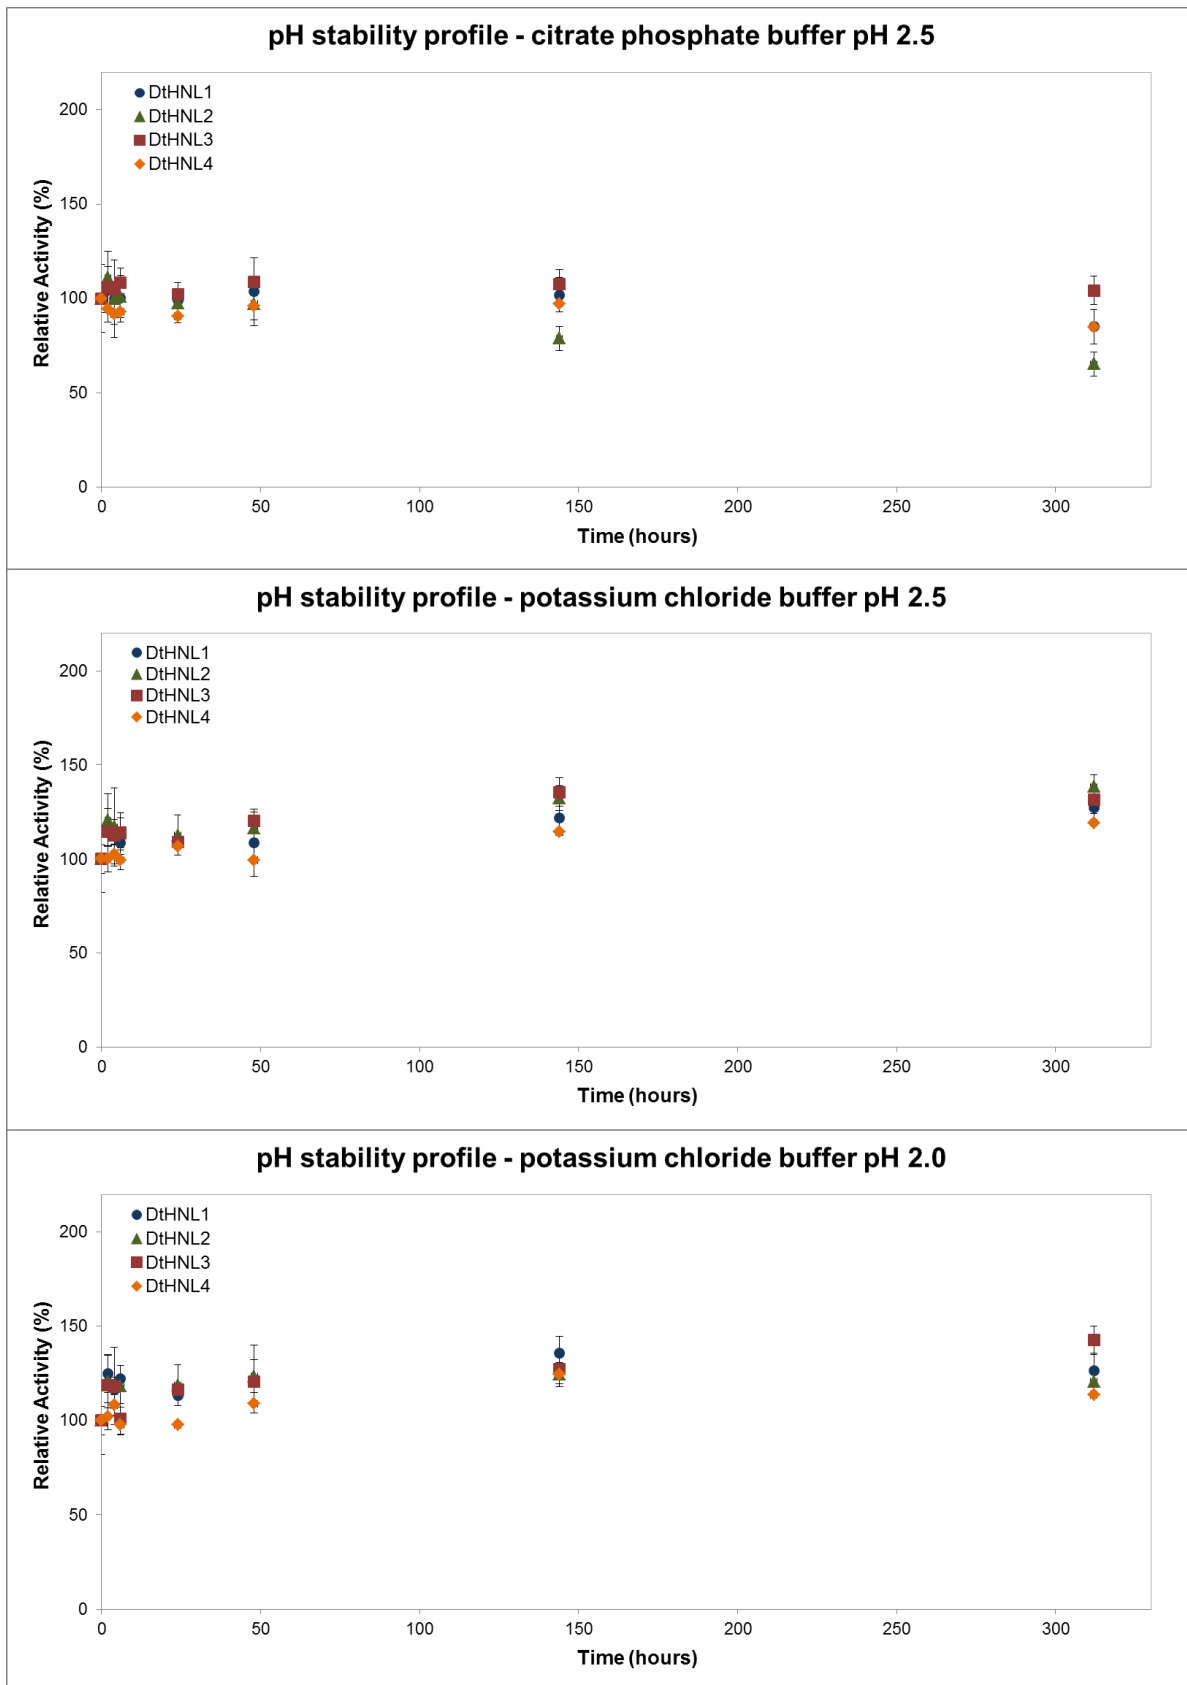 pH stability profile - citrate phosphate buffer pH 2.5
DtHNL1
DtHNL2
DtHNL3
DtHNL4
Relative Activity (%)
200
150
100
50
0
0 50 100 150 200 250 300
Time (hours)
pH stability profile - potassium chloride buffer pH 2.5
DtHNL1
DtHNL2
DtHNL3
DtHNL4
Relative Activity (%)
200
150
100
50
0
0 50 100 150 200 250 300
Time (hours)
pH stability profile - potassium chloride buffer pH 2.0
DtHNL1
DtHNL2
DtHNL3
DtHNL4
Relative Activity (%)
200
150
100
50
0
0 50 100 150 200 250 300
Time (hours)